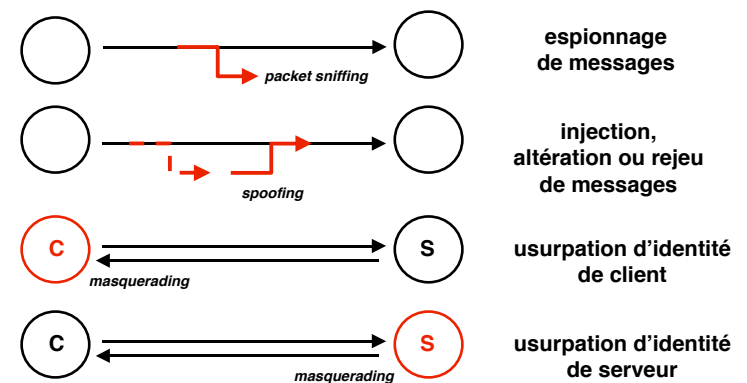 espionnage
de messages
packet sniffing
injection,
altération ou rejeu
de messages
spoofing
C
S
usurpation d'identité
de client
masquerading
C
S
usurpation d'identité
de serveur
masquerading